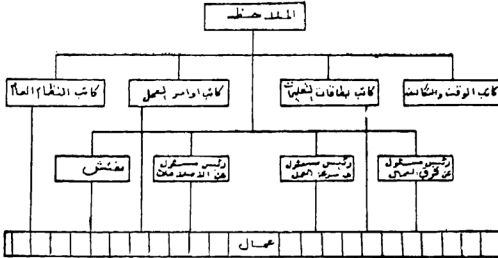 الملاحظ
كاتب الوقت والتكاليف
كاتب بطاقات التعليمات
كاتب اوامر العمل
كاتب النظام العام
رئيس مسئول
عن طرق العمل
رئيس مسئول
عن سرعة العمل
رئيس مسئول
عن الاصلاحات
مفتش
عمال